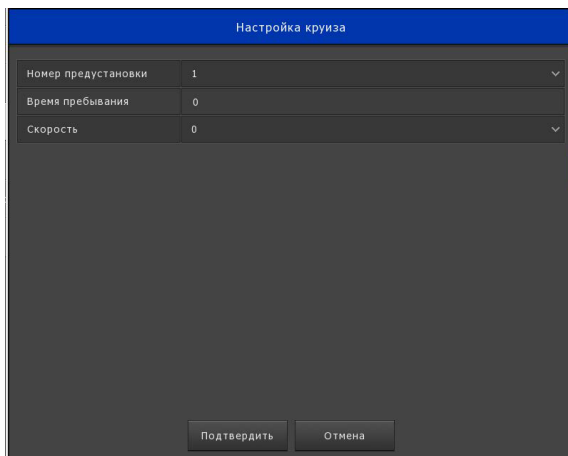 Настройка круиза
Номер предустановки 1
Время пребывания 0
Скорость 0
Подтвердить Отмена